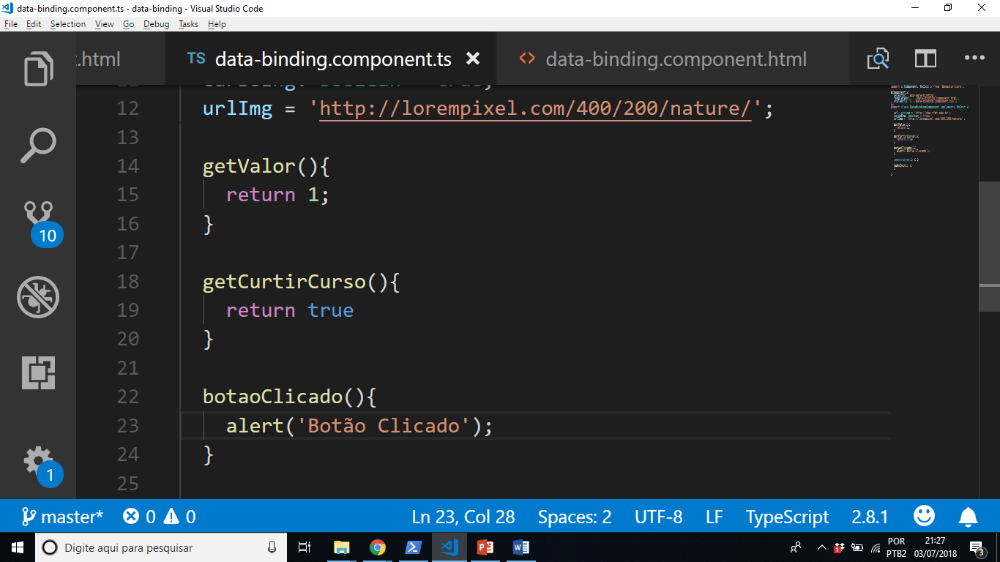 data-binding.component.ts - data-binding - Visual Studio Code
File Edit Selection View Go Debug Tasks Help
.html TS data-binding.component.ts data-binding.component.html
12 urlImg = 'http://lorempixel.com/400/200/nature/';
13
14 getValor(){
15 return 1;
16 }
17
18 getCurtirCurso(){
19 return true
20 }
21
22 botaoClicado(){
23 alert('Botão Clicado');
24 }
25
10
1
master* 0 0 Ln 23, Col 28 Spaces: 2 UTF-8 LF TypeScript 2.8.1
Digite aqui para pesquisar
POR 21:27
PTB2 03/07/2018 3